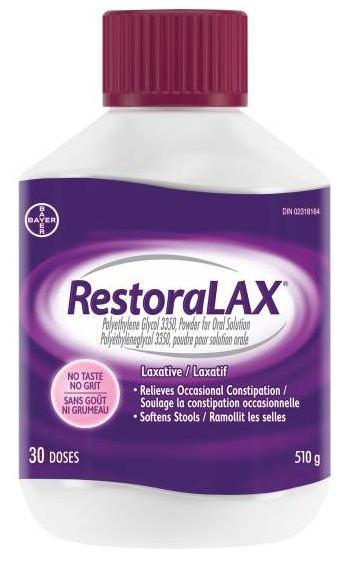 BAYER
BAYER
DIN 02318164
RestoraLAX®
Polyethylene Glycol 3350, Powder for Oral Solution
Polyéthylèneglycol 3350, poudre pour solution orale
Laxative / Laxatif
NO TASTE
NO GRIT
SANS GOÛT
NI GRUMEAU
• Relieves Occasional Constipation /
Soulage la constipation occasionnelle
• Softens Stools / Ramollit les selles
30 DOSES
510 g